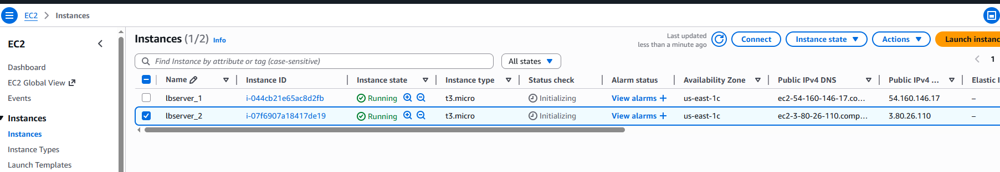 EC2 > Instances
EC2
Dashboard
EC2 Global View
Events
Instances
Instances
Instance Types
Launch Templates
Instances (1/2) Info
Last updated
less than a minute ago
Connect
Instance state
Actions
Launch instanc
Find Instance by attribute or tag (case-sensitive)
All states
1
Name Instance ID Instance state Instance type Status check Alarm status Availability Zone Public IPv4 DNS Public IPv4 ... Elastic I
lbserver_1 i-044cb21e65ac8d2fb Running t3.micro Initializing View alarms + us-east-1c ec2-54-160-146-17.co... 54.160.146.17 –
lbserver_2 i-07f6907a18417de19 Running t3.micro Initializing View alarms + us-east-1c ec2-3-80-26-110.comp... 3.80.26.110 –